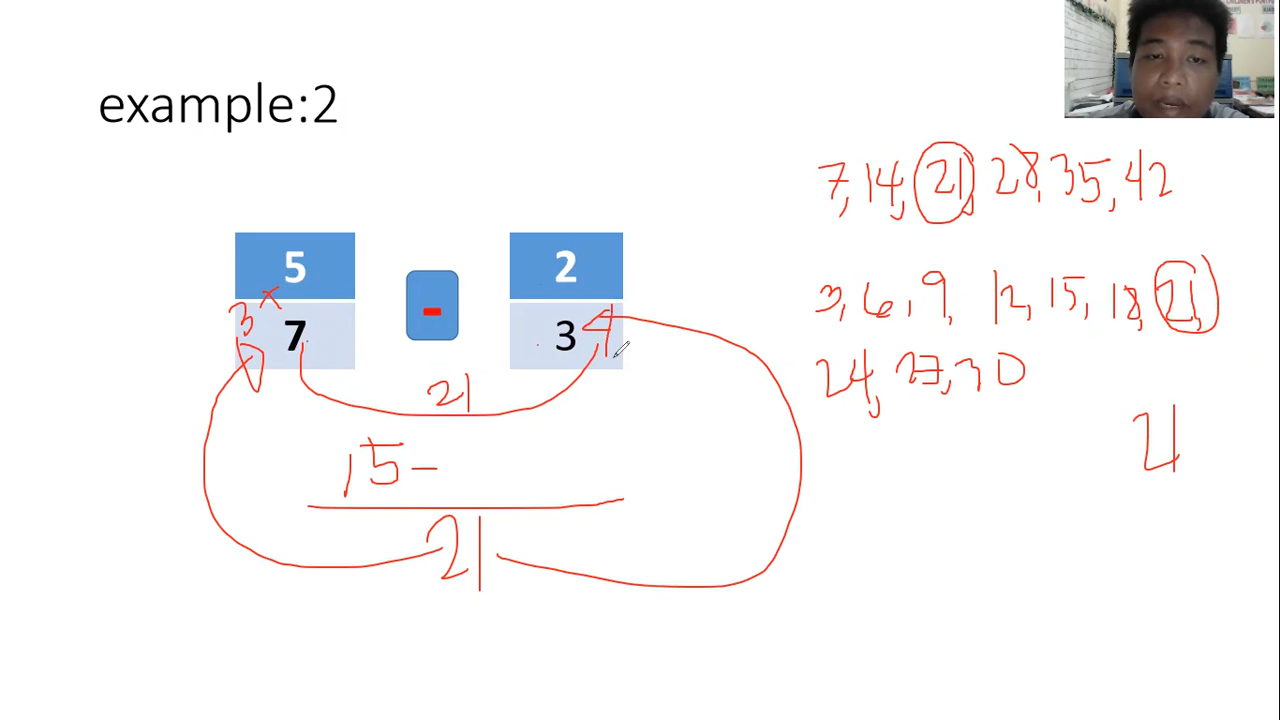 example:2
7, 14, 21, 28, 35, 42
5 - 2
3 x 7 3
3, 6, 9, 12, 15, 18, 21,
24, 27, 30
21
15 -
21
21